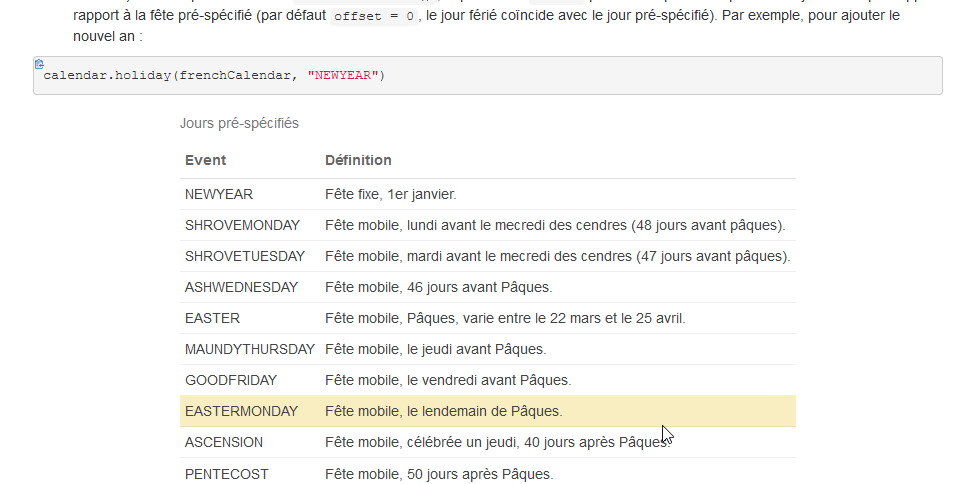 rapport à la fête pré-spécifié (par défaut offset = 0, le jour férié coïncide avec le jour pré-spécifié). Par exemple, pour ajouter le
nouvel an :
calendar.holiday(frenchCalendar, "NEWYEAR")
Jours pré-spécifiés
Event Définition
NEWYEAR Fête fixe, 1er janvier.
SHROVEMONDAY Fête mobile, lundi avant le mecredi des cendres (48 jours avant pâques).
SHROVETUESDAY Fête mobile, mardi avant le mecredi des cendres (47 jours avant pâques).
ASHWEDNESDAY Fête mobile, 46 jours avant Pâques.
EASTER Fête mobile, Pâques, varie entre le 22 mars et le 25 avril.
MAUNDYTHURSDAY Fête mobile, le jeudi avant Pâques.
GOODFRIDAY Fête mobile, le vendredi avant Pâques.
EASTERMONDAY Fête mobile, le lendemain de Pâques.
ASCENSION Fête mobile, célébrée un jeudi, 40 jours après Pâques.
PENTECOST Fête mobile, 50 jours après Pâques.